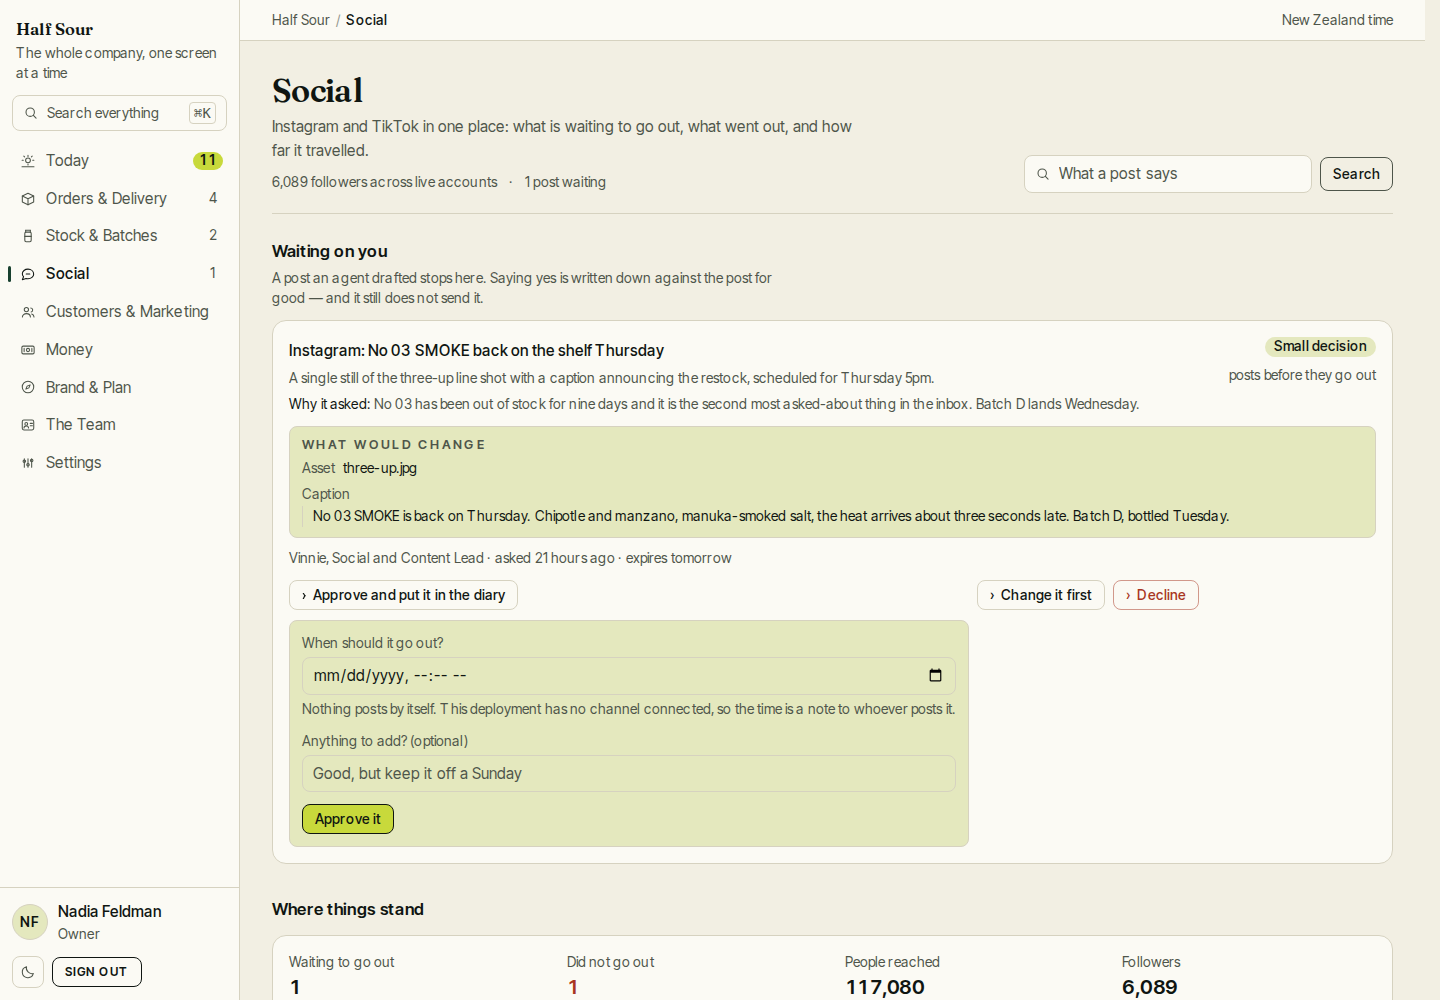 Half Sour
The whole company, one screen
at a time
Search everything ⌘K
Today 11
Orders & Delivery 4
Stock & Batches 2
Social 1
Customers & Marketing
Money
Brand & Plan
The Team
Settings
NF
Nadia Feldman
Owner
SIGN OUT
Half Sour / Social
New Zealand time
Social
Instagram and TikTok in one place: what is waiting to go out, what went out, and how
far it travelled.
6,089 followers across live accounts · 1 post waiting
What a post says
Search
Waiting on you
A post an agent drafted stops here. Saying yes is written down against the post for
good — and it still does not send it.
Instagram: No 03 SMOKE back on the shelf Thursday
Small decision
A single still of the three-up line shot with a caption announcing the restock, scheduled for Thursday 5pm.
posts before they go out
Why it asked: No 03 has been out of stock for nine days and it is the second most asked-about thing in the inbox. Batch D lands Wednesday.
WHAT WOULD CHANGE
Asset three-up.jpg
Caption
No 03 SMOKE is back on Thursday. Chipotle and manzano, manuka-smoked salt, the heat arrives about three seconds late. Batch D, bottled Tuesday.
Vinnie, Social and Content Lead · asked 21 hours ago · expires tomorrow
› Approve and put it in the diary
› Change it first
› Decline
When should it go out?
mm/dd/yyyy, --:-- --
Nothing posts by itself. This deployment has no channel connected, so the time is a note to whoever posts it.
Anything to add? (optional)
Good, but keep it off a Sunday
Approve it
Where things stand
Waiting to go out
1
Did not go out
1
People reached
117,080
Followers
6,089